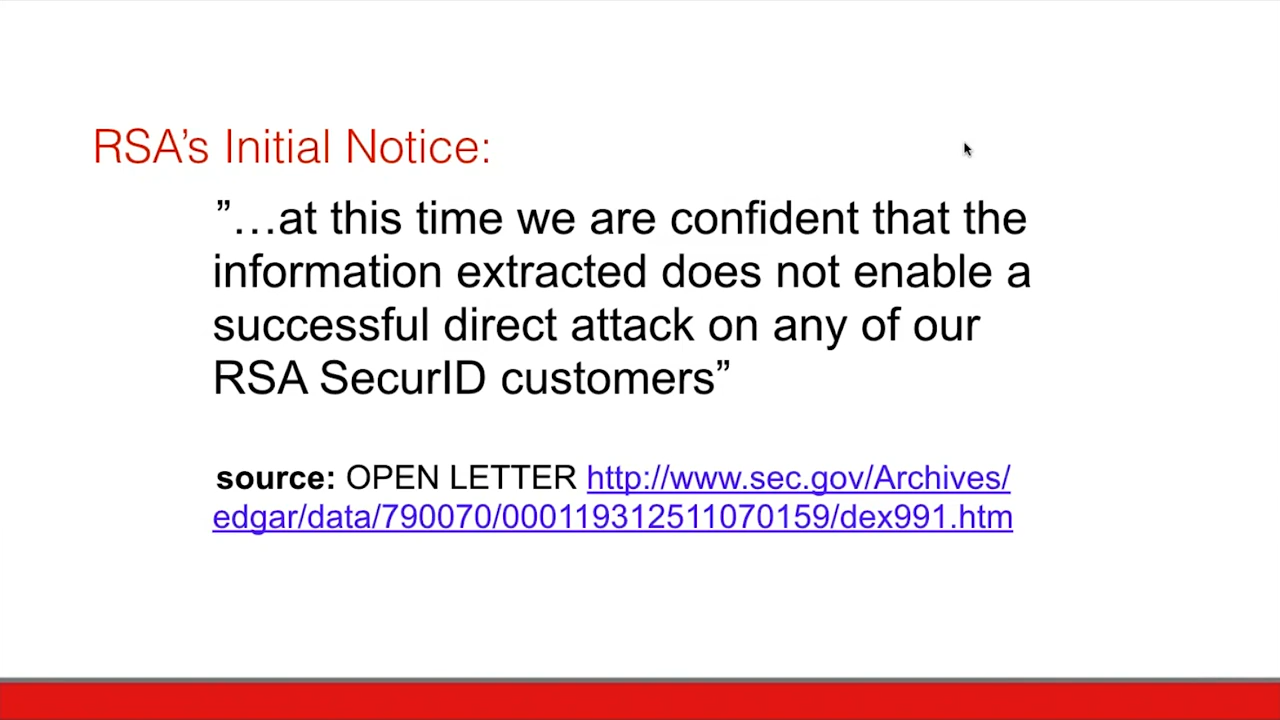 RSA’s Initial Notice:
”…at this time we are confident that the
information extracted does not enable a
successful direct attack on any of our
RSA SecurID customers”
source: OPEN LETTER http://www.sec.gov/Archives/
edgar/data/790070/000119312511070159/dex991.htm